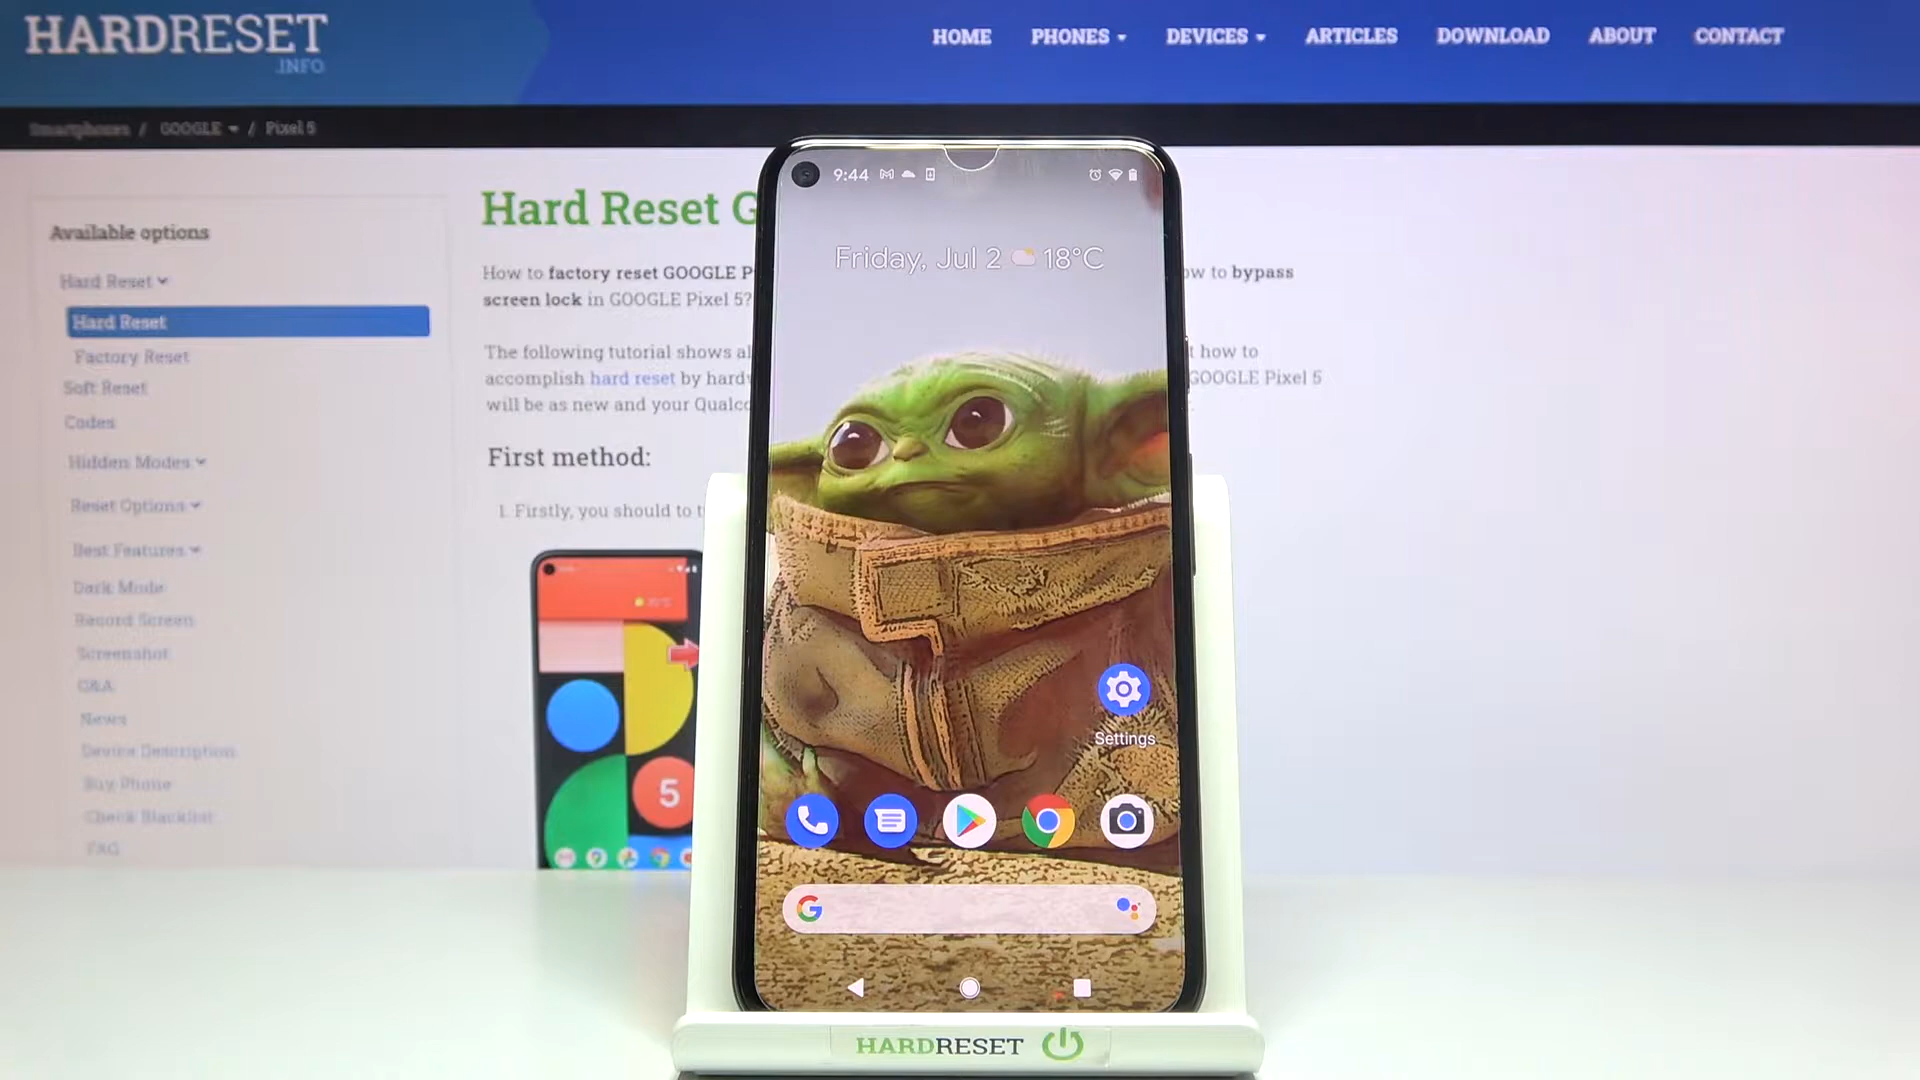 HARDRESET
.INFO
HOME PHONES DEVICES ARTICLES DOWNLOAD ABOUT CONTACT
Smartphones / GOOGLE / Pixel 5
Available options
Hard Reset
Hard Reset
Factory Reset
Soft Reset
Codes
Hidden Modes
Reset Options
Best Features
Dark Mode
Record Screen
Screenshot
Q&A
News
Device Description
Buy Phone
Check Blacklist
FAQ
Hard Reset G
How to factory reset GOOGLE P
ow to bypass
screen lock in GOOGLE Pixel 5?
The following tutorial shows al
t how to
accomplish hard reset by hardw
GOOGLE Pixel 5
will be as new and your Qualco
First method:
1. Firstly, you should to t
5
9:44
Friday, Jul 2 18°C
Settings
G
HARDRESET